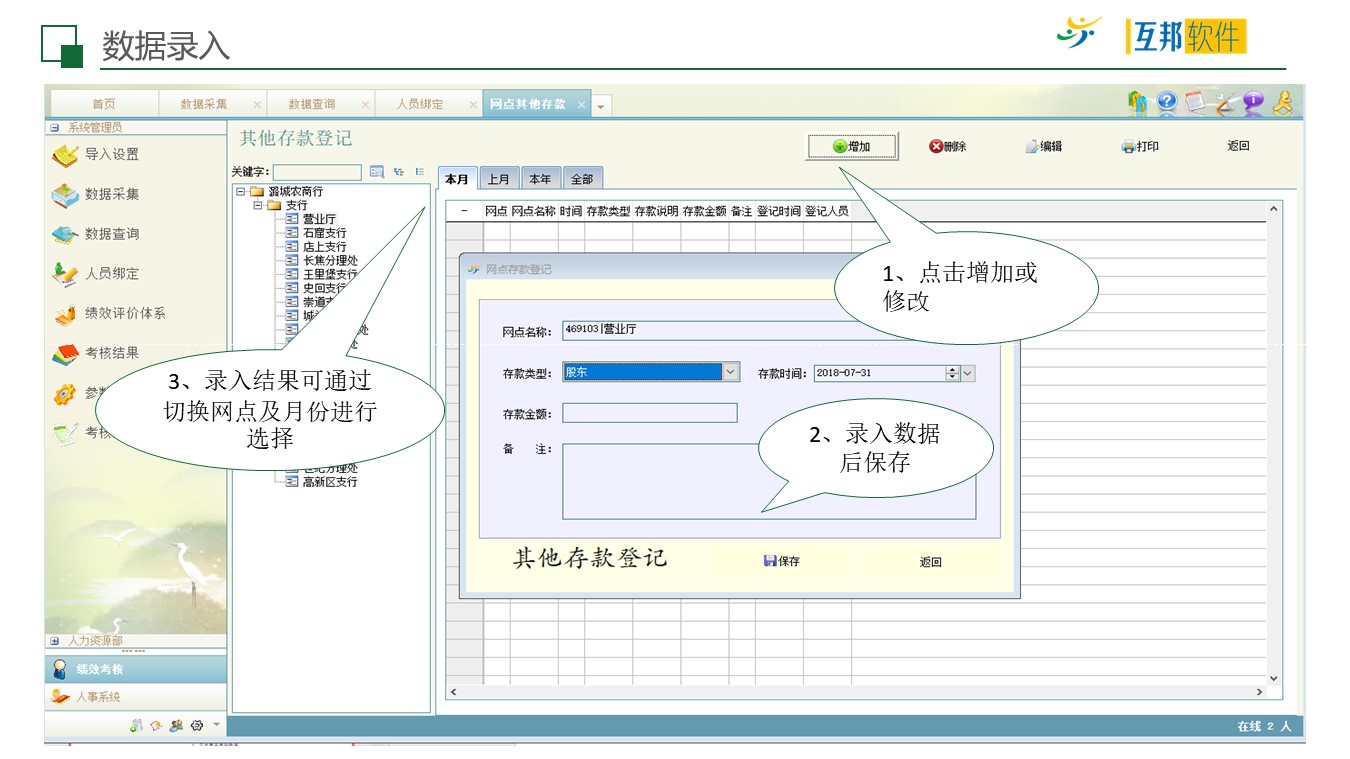 数据录入
互邦软件
首页 数据采集 数据查询 人员绑定 网点其他存款
系统管理员
导入设置
数据采集
数据查询
人员绑定
绩效评价体系
考核结果
参数
考核
人力资源部
绩效考核
人事系统
其他存款登记
增加 删除 编辑 打印 返回
关键字:
潞城农商行
支行
营业厅
石窟支行
店上支行
长焦分理处
王里堡支行
史回支行
崇道
处
处
世纪分理处
高新区支行
本月 上月 本年 全部
网点 网点名称 时间 存款类型 存款说明 存款金额 备注 登记时间 登记人员
网点存款登记
网点名称: 469103|营业厅
存款类型: 股东 存款时间: 2018-07-31
存款金额:
备 注:
其他存款登记 保存 返回
1、点击增加或
修改
2、录入数据
后保存
3、录入结果可通过
切换网点及月份进行
选择
在线 2 人